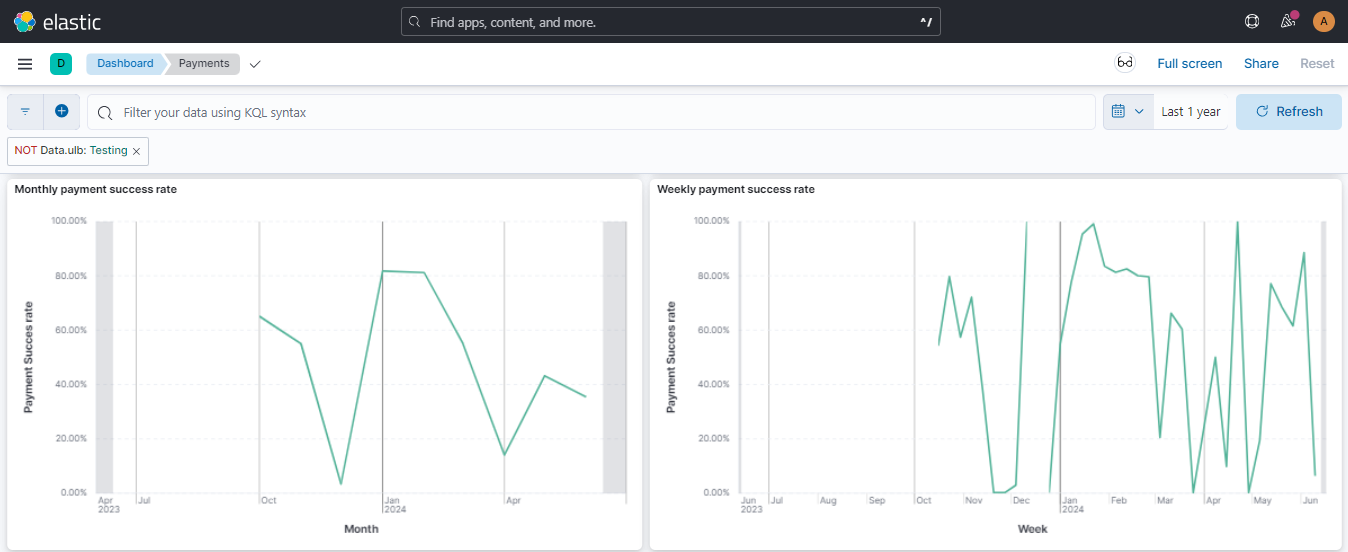 elastic
Find apps, content, and more.
^/
A
D
Dashboard
Payments
Full screen
Share
Reset
Filter your data using KQL syntax
Last 1 year
Refresh
NOT Data.ulb: Testing ×
Monthly payment success rate
100.00%
80.00%
60.00%
40.00%
20.00%
0.00%
Payment Succes rate
Apr Jul Oct Jan Apr
2023 2024
Month
Weekly payment success rate
100.00%
80.00%
60.00%
40.00%
20.00%
0.00%
Payment Succes rate
Jun Jul Aug Sep Oct Nov Dec Jan Feb Mar Apr May Jun
2023 2024
Week